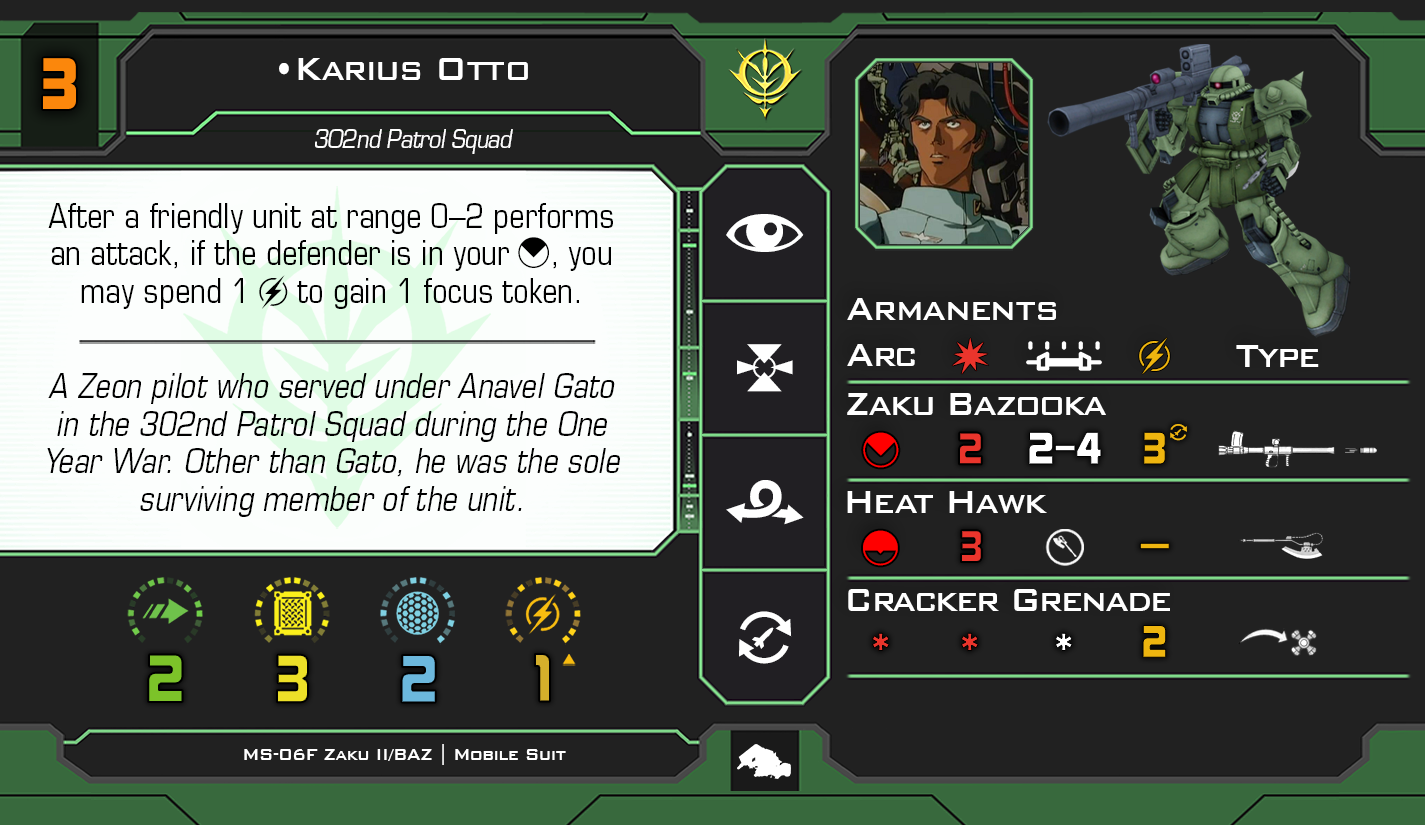 3
•Karius Otto
302nd Patrol Squad
After a friendly unit at range 0–2 performs
an attack, if the defender is in your , you
may spend 1 to gain 1 focus token.
A Zeon pilot who served under Anavel Gato
in the 302nd Patrol Squad during the One
Year War. Other than Gato, he was the sole
surviving member of the unit.
2 3 2 1
MS-06F Zaku II/BAZ | Mobile Suit
Armanents
Arc Type
Zaku Bazooka
2 2–4 3
Heat Hawk
3 –
Cracker Grenade
* * * 2